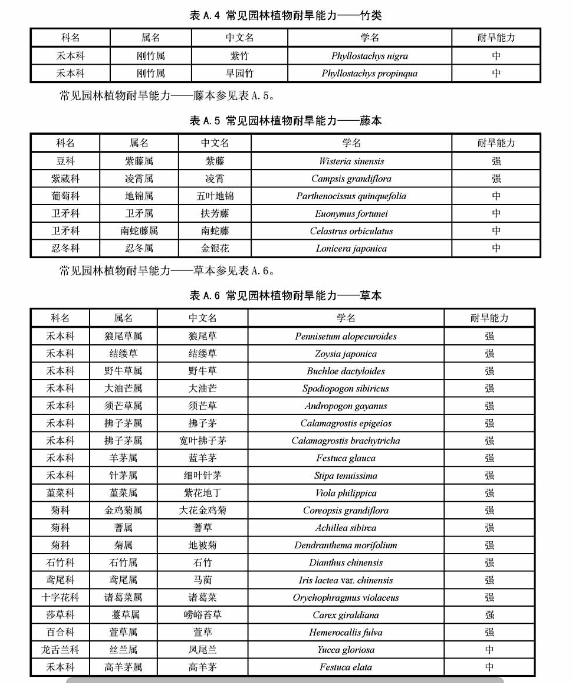 表 A.4 常见园林植物耐旱能力——竹类
科名 属名 中文名 学名 耐旱能力
禾本科 刚竹属 紫竹 Phyllostachys nigra 中
禾本科 刚竹属 早园竹 Phyllostachys propinqua 中
常见园林植物耐旱能力——藤本参见表 A.5。
表 A.5 常见园林植物耐旱能力——藤本
科名 属名 中文名 学名 耐旱能力
豆科 紫藤属 紫藤 Wisteria sinensis 强
紫葳科 凌霄属 凌霄 Campsis grandiflora 强
葡萄科 地锦属 五叶地锦 Parthenocissus quinquefolia 中
卫矛科 卫矛属 扶芳藤 Euonymus fortunei 中
卫矛科 南蛇藤属 南蛇藤 Celastrus orbiculatus 中
忍冬科 忍冬属 金银花 Lonicera japonica 中
常见园林植物耐旱能力——草本参见表 A.6。
表 A.6 常见园林植物耐旱能力——草本
科名 属名 中文名 学名 耐旱能力
禾本科 狼尾草属 狼尾草 Pennisetum alopecuroides 强
禾本科 结缕草 结缕草 Zoysia japonica 强
禾本科 野牛草属 野牛草 Buchloe dactyloides 强
禾本科 大油芒属 大油芒 Spodiopogon sibiricus 强
禾本科 须芒草属 须芒草 Andropogon gayanus 强
禾本科 拂子茅属 拂子茅 Calamagrostis epigeios 强
禾本科 拂子茅属 宽叶拂子茅 Calamagrostis brachytricha 强
禾本科 羊茅属 蓝羊茅 Festuca glauca 强
禾本科 针茅属 细叶针茅 Stipa tenuissima 强
堇菜科 堇菜属 紫花地丁 Viola philippica 强
菊科 金鸡菊属 大花金鸡菊 Coreopsis grandiflora 强
菊科 蓍属 蓍草 Achillea sibirca 强
菊科 菊属 地被菊 Dendranthema morifolium 强
石竹科 石竹属 石竹 Dianthus chinensis 强
鸢尾科 鸢尾属 马蔺 Iris lactea var. chinensis 强
十字花科 诸葛菜属 诸葛菜 Orychophragmus violaceus 强
莎草科 薹草属 崂峪苔草 Carex giraldiana 强
百合科 萱草属 萱草 Hemerocallis fulva 强
龙舌兰科 丝兰属 凤尾兰 Yucca gloriosa 中
禾本科 高羊茅属 高羊茅 Festuca elata 中